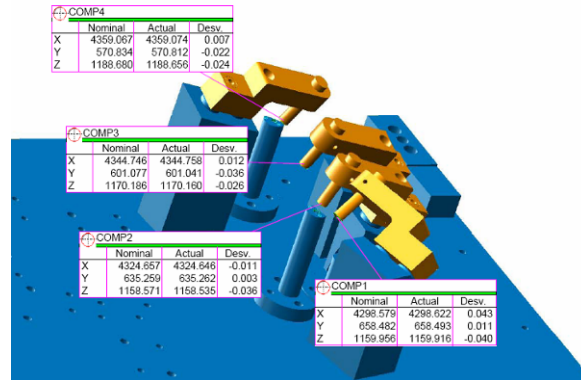 COMP4
Nominal Actual Desv.
X 4359.067 4359.074 0.007
Y 570.834 570.812 -0.022
Z 1188.680 1188.656 -0.024
COMP3
Nominal Actual Desv.
X 4344.746 4344.758 0.012
Y 601.077 601.041 -0.036
Z 1170.186 1170.160 -0.026
COMP2
Nominal Actual Desv.
X 4324.657 4324.646 -0.011
Y 635.259 635.262 0.003
Z 1158.571 1158.535 -0.036
COMP1
Nominal Actual Desv.
X 4298.579 4298.622 0.043
Y 658.482 658.493 0.011
Z 1159.956 1159.916 -0.040